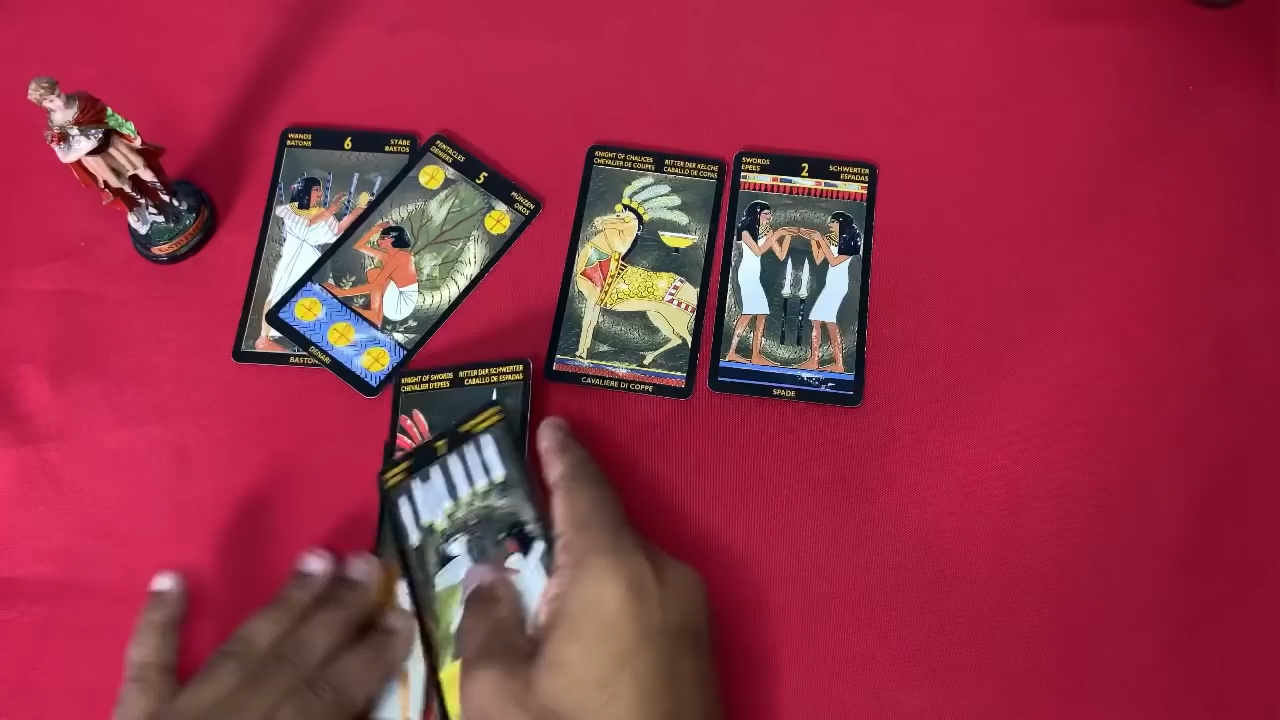 WANDS
BATONS
6
STÄBE
BASTOS
BASTON
PENTACLES
DENIERS
5
MÜNZEN
OROS
DENARI
KNIGHT OF CHALICES
CHEVALIER DE COUPES
RITTER DER KELCHE
CABALLO DE COPAS
CAVALIERE DI COPPE
SWORDS
EPEES
2
SCHWERTER
ESPADAS
SPADE
KNIGHT OF SWORDS
CHEVALIER D'EPEES
RITTER DER SCHWERTER
CABALLO DE ESPADAS